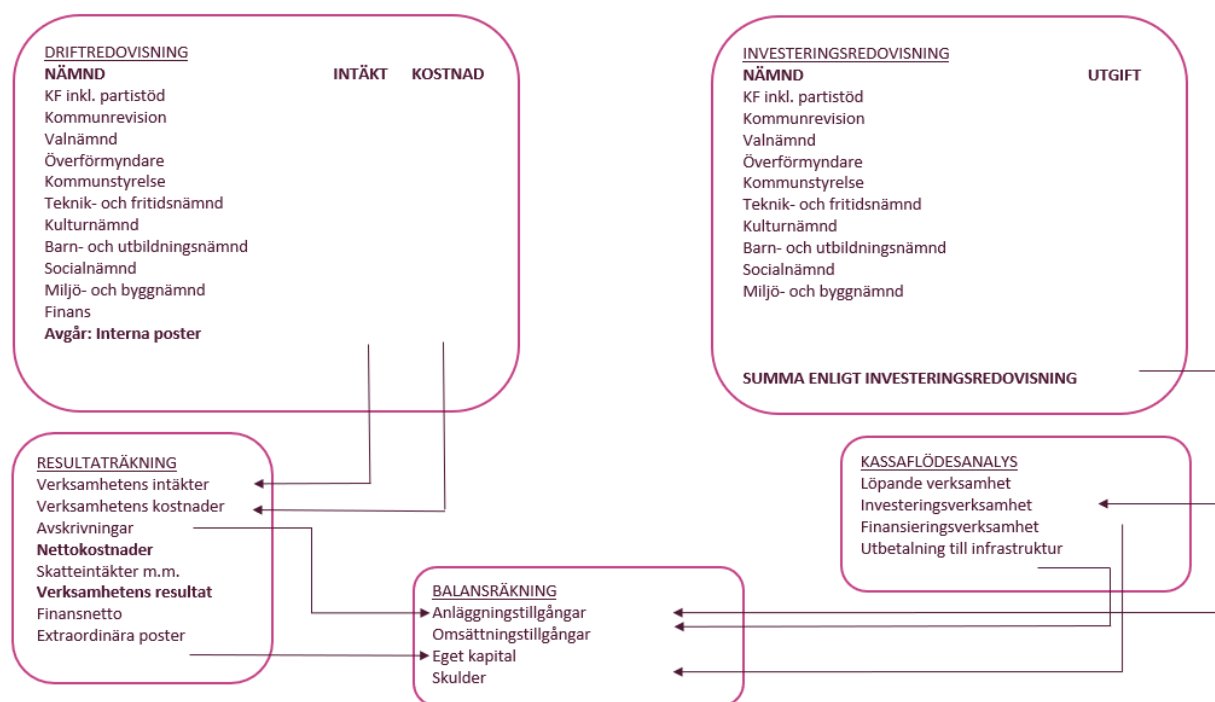 DRIFTREDOVISNING
NÄMND INTÄKT KOSTNAD
KF inkl. partistöd
Kommunrevision
Valnämnd
Överförmyndare
Kommunstyrelse
Teknik- och fritidsnämnd
Kulturnämnd
Barn- och utbildningsnämnd
Socialnämnd
Miljö- och byggnämnd
Finans
Avgår: Interna poster
INVESTERINGSREDOVISNING
NÄMND UTGIFT
KF inkl. partistöd
Kommunrevision
Valnämnd
Överförmyndare
Kommunstyrelse
Teknik- och fritidsnämnd
Kulturnämnd
Barn- och utbildningsnämnd
Socialnämnd
Miljö- och byggnämnd
SUMMA ENLIGT INVESTERINGSREDOVISNING
RESULTATRÄKNING
Verksamhetens intäkter
Verksamhetens kostnader
Avskrivningar
Nettokostnader
Skatteintäkter m.m.
Verksamhetens resultat
Finansnetto
Extraordinära poster
BALANSRÄKNING
Anläggningstillgångar
Omsättningstillgångar
Eget kapital
Skulder
KASSAFLÖDESANALYS
Löpande verksamhet
Investeringsverksamhet
Finansieringsverksamhet
Utbetalning till infrastruktur